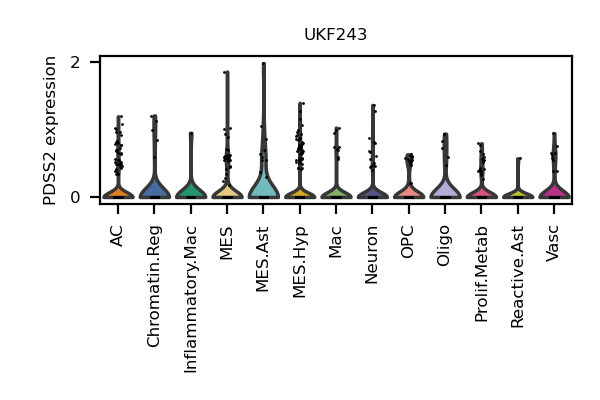 UKF243
PDSS2 expression
2
0
AC
Chromatin.Reg
Inflammatory.Mac
MES
MES.Ast
MES.Hyp
Mac
Neuron
OPC
Oligo
Prolif.Metab
Reactive.Ast
Vasc